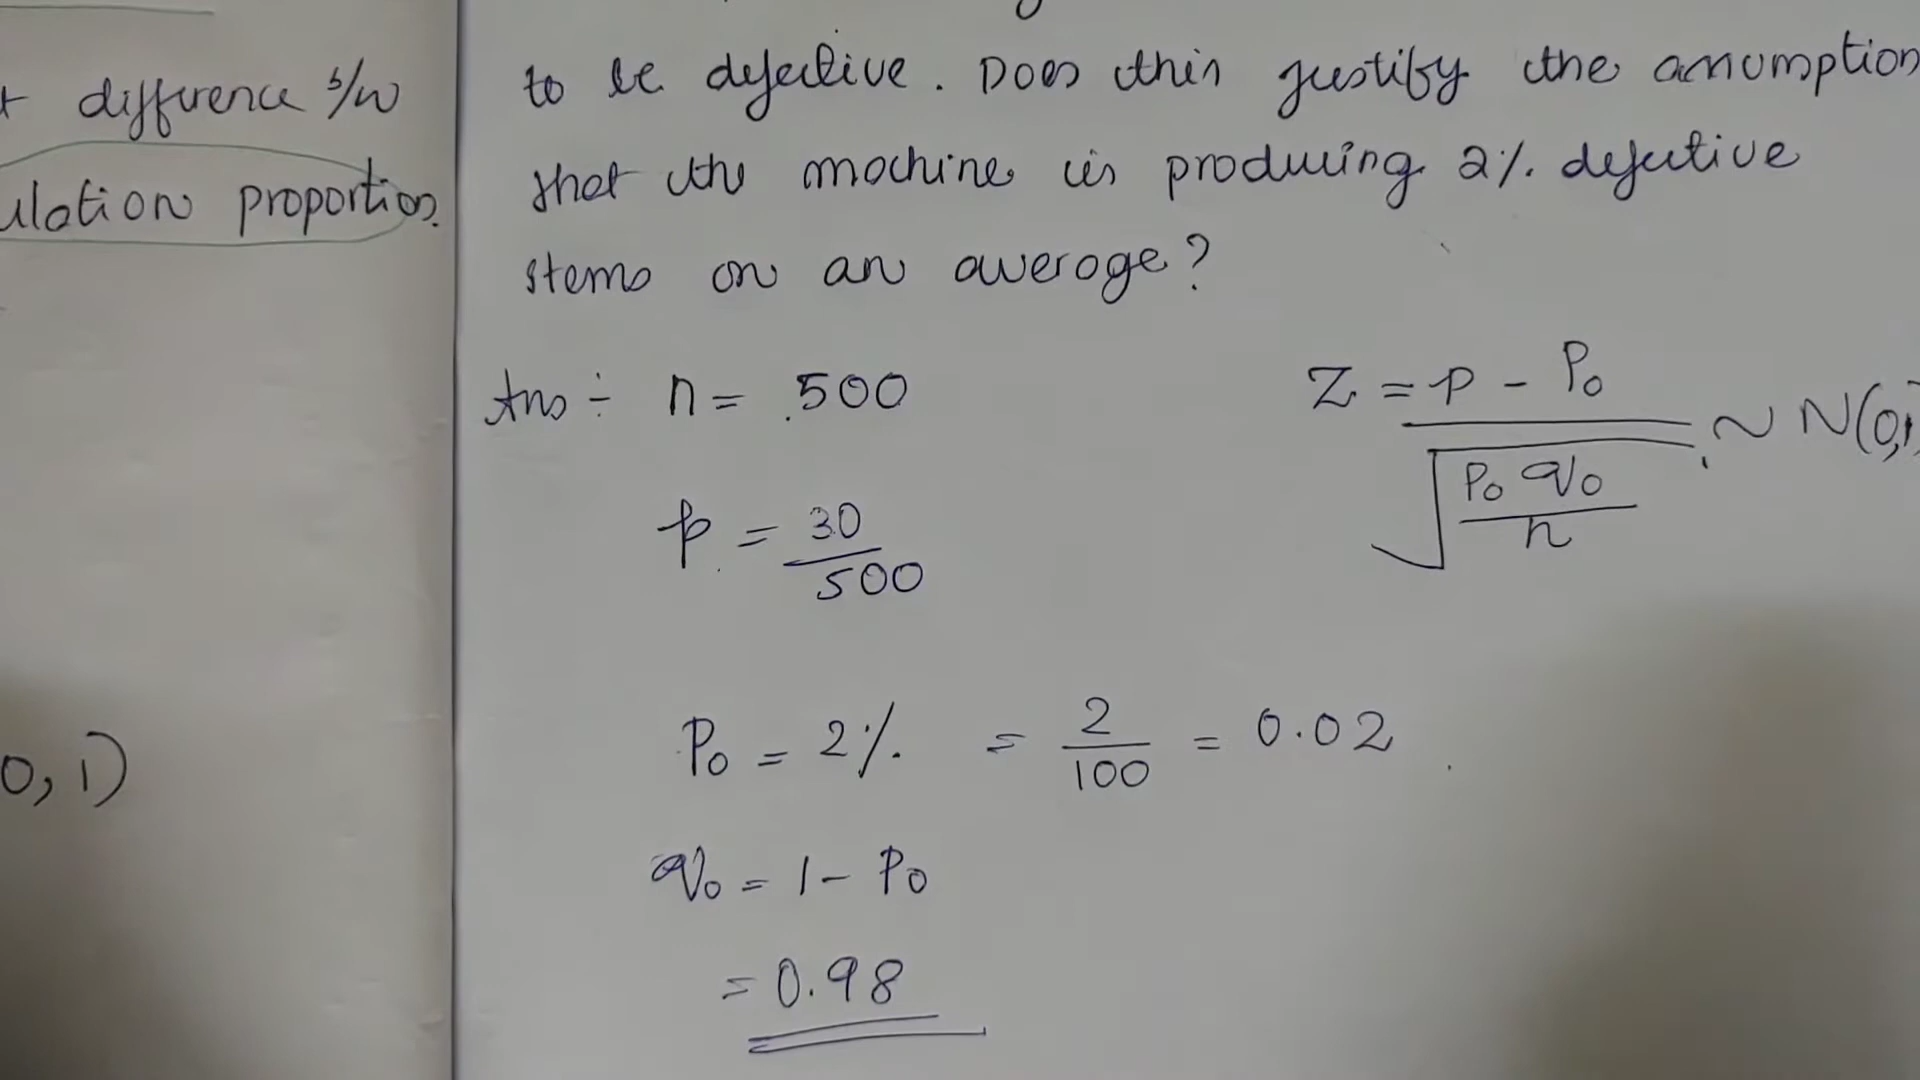 difference b/w
ulation proportion.
0, 1)
to be defective. Does this justify the assumption
that the machine is producing 2% defective
items on an average?
Ans ÷ n = 500
Z = p - P₀ / √(P₀ q₀ / n) ~ N(0,1
p = 30/500
P₀ = 2% = 2/100 = 0.02
q₀ = 1 - P₀
= 0.98